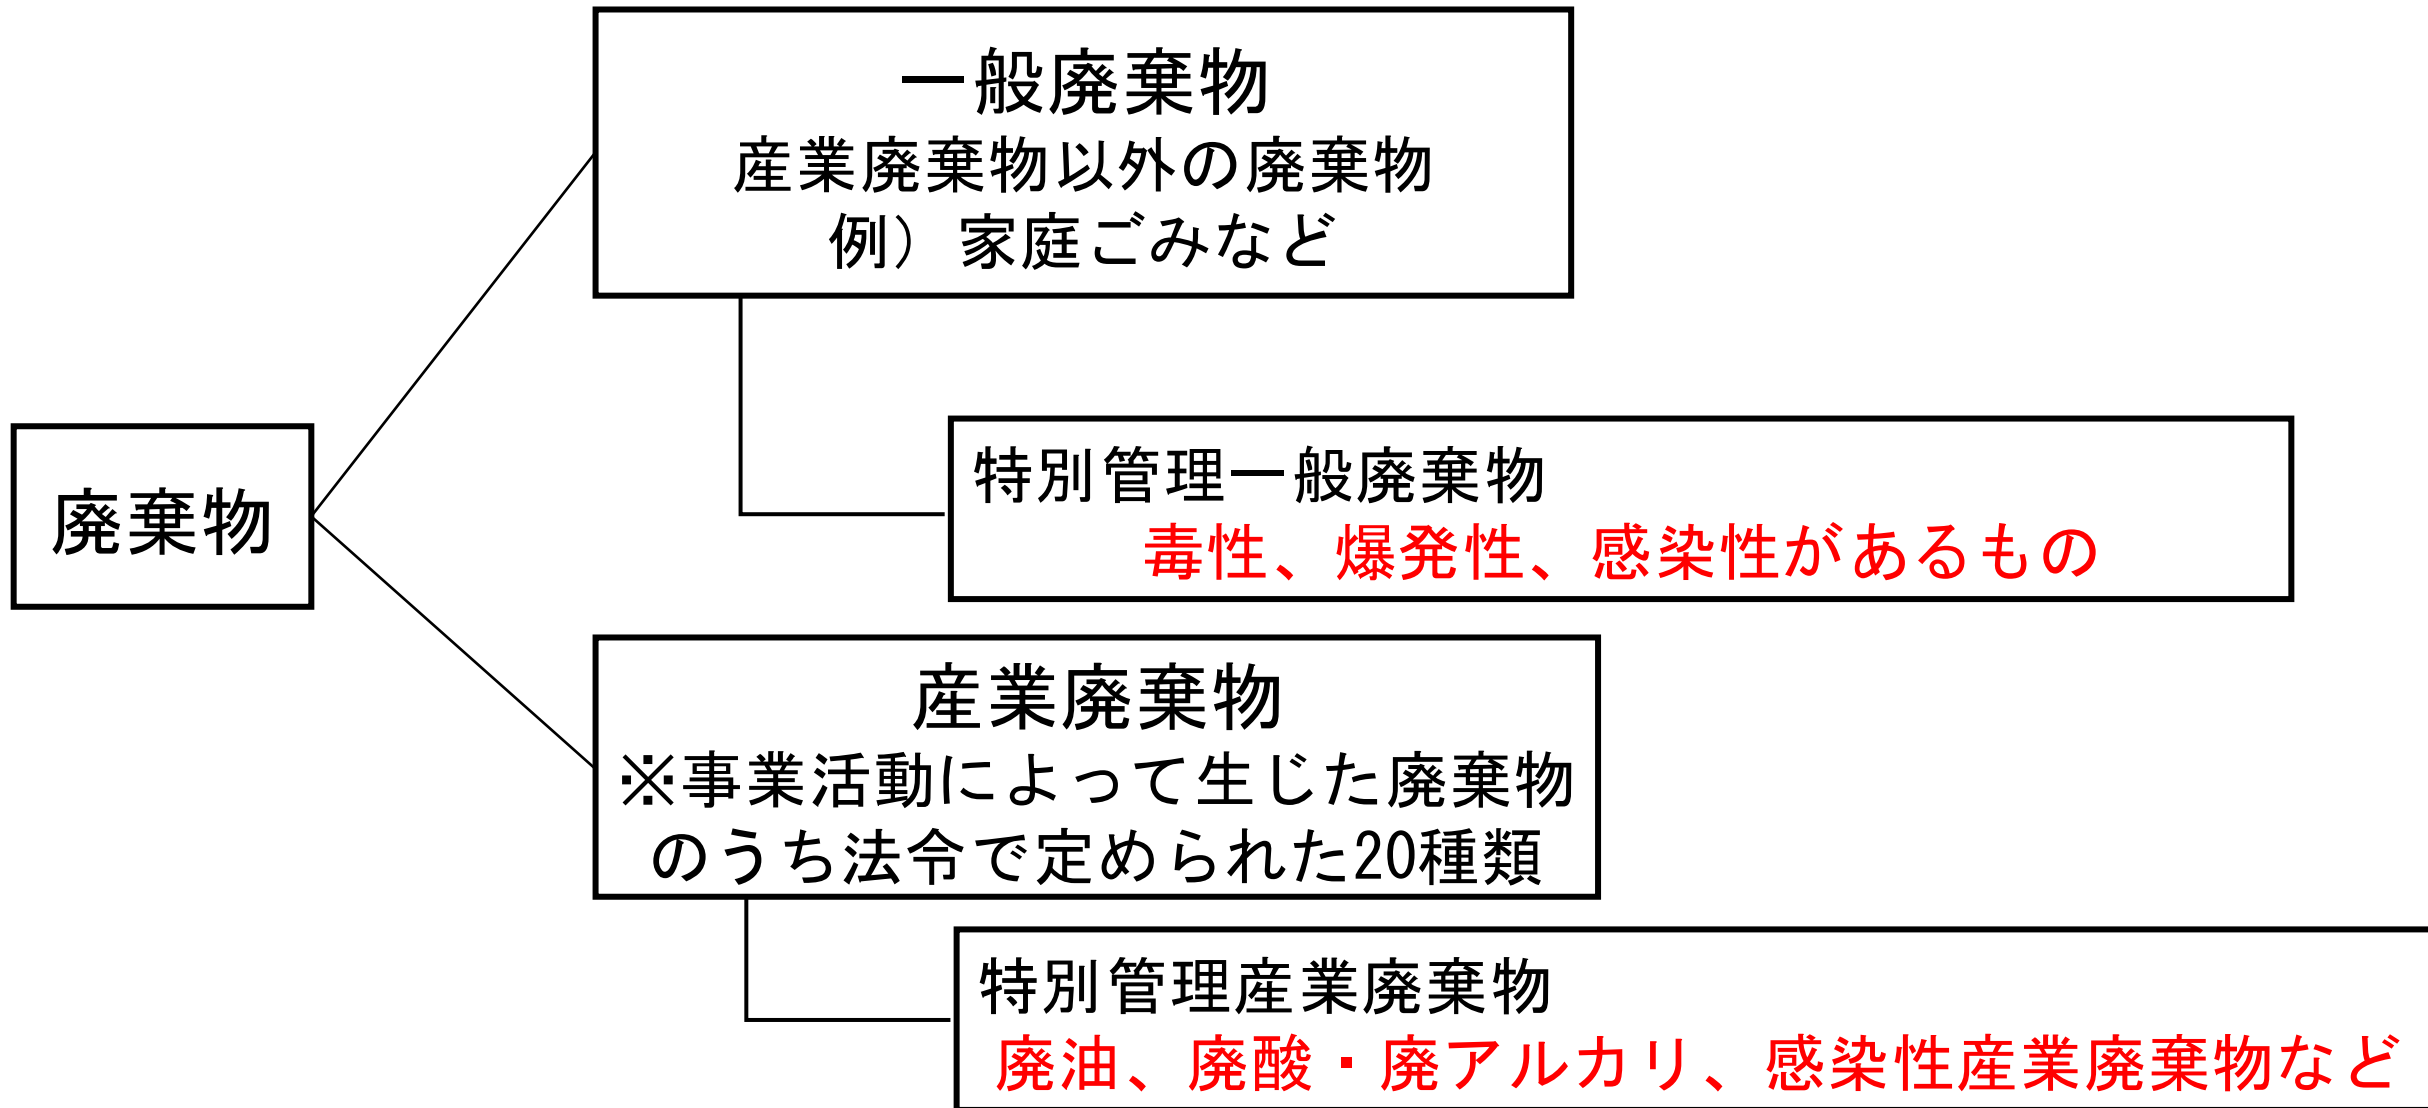 一般廃棄物
産業廃棄物以外の廃棄物
例）家庭ごみなど
特別管理一般廃棄物
毒性、爆発性、感染性があるもの
廃棄物
産業廃棄物
※事業活動によって生じた廃棄物
のうち法令で定められた20種類
特別管理産業廃棄物
廃油、廃酸・廃アルカリ、感染性産業廃棄物など